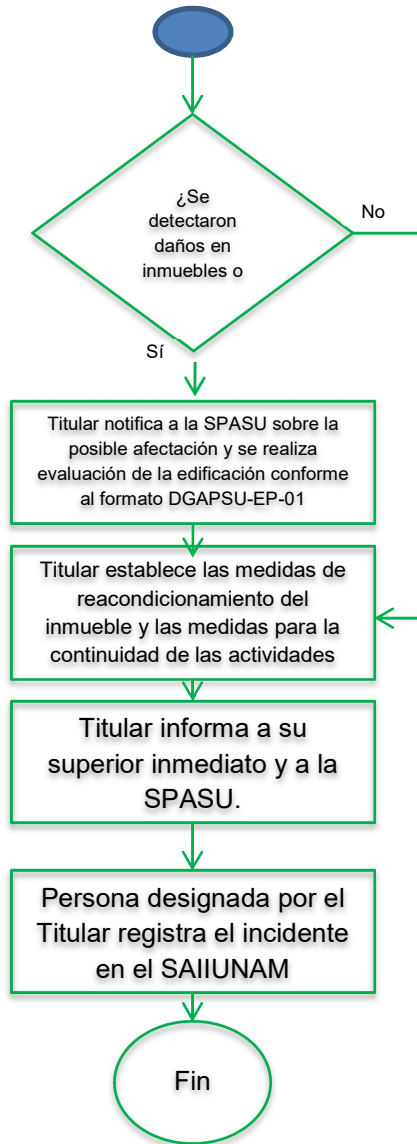 ¿Se
detectaron
daños en
inmuebles o
No
Sí
Titular notifica a la SPASU sobre la
posible afectación y se realiza
evaluación de la edificación conforme
al formato DGAPSU-EP-01
Titular establece las medidas de
reacondicionamiento del
inmueble y las medidas para la
continuidad de las actividades
Titular informa a su
superior inmediato y a la
SPASU.
Persona designada por el
Titular registra el incidente
en el SAIIUNAM
Fin